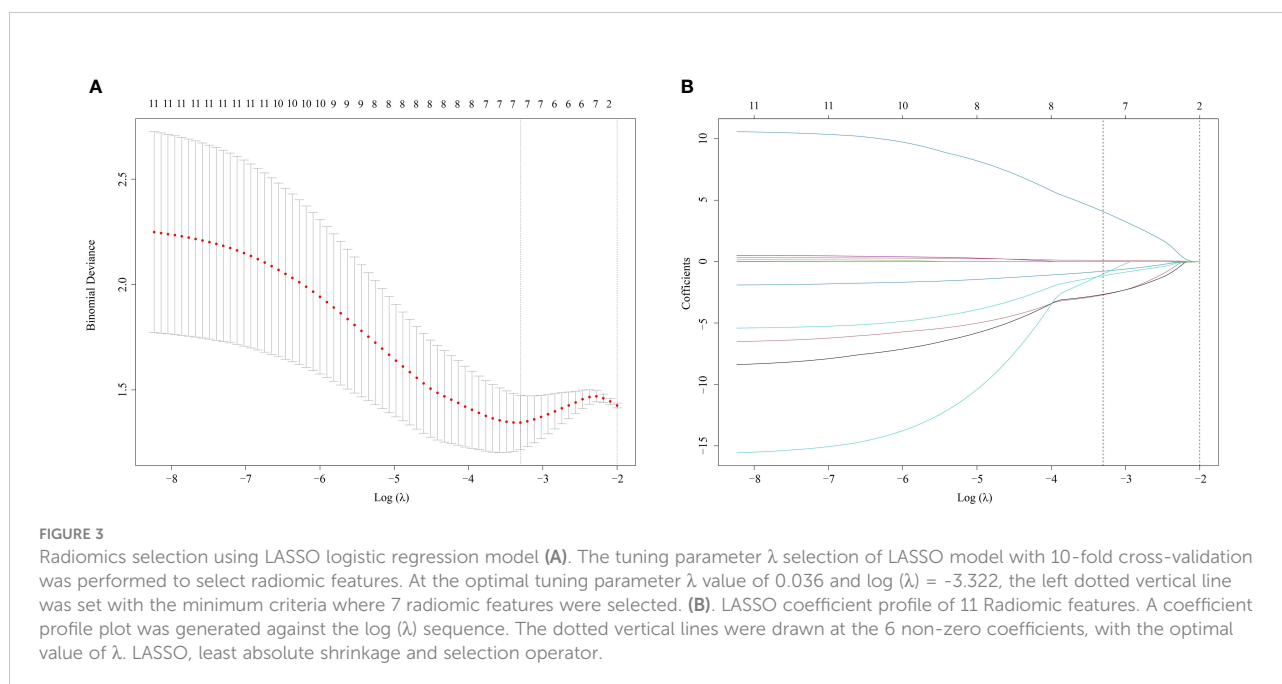 A
11 11 11 11 11 11 11 11 11 10 10 10 10 9 9 9 8 8 8 8 8 8 8 8 7 7 7 7 7 6 6 6 7 2
Binomial Deviance
2.5
2.0
1.5
−8 −7 −6 −5 −4 −3 −2
Log (λ)
B
11 11 10 8 8 7 2
Cofficients
10
5
0
−5
−10
−15
−8 −7 −6 −5 −4 −3 −2
Log (λ)
FIGURE 3
Radiomics selection using LASSO logistic regression model (A). The tuning parameter λ selection of LASSO model with 10-fold cross-validation
was performed to select radiomic features. At the optimal tuning parameter λ value of 0.036 and log (λ) = -3.322, the left dotted vertical line
was set with the minimum criteria where 7 radiomic features were selected. (B). LASSO coefficient profile of 11 Radiomic features. A coefficient
profile plot was generated against the log (λ) sequence. The dotted vertical lines were drawn at the 6 non-zero coefficients, with the optimal
value of λ. LASSO, least absolute shrinkage and selection operator.